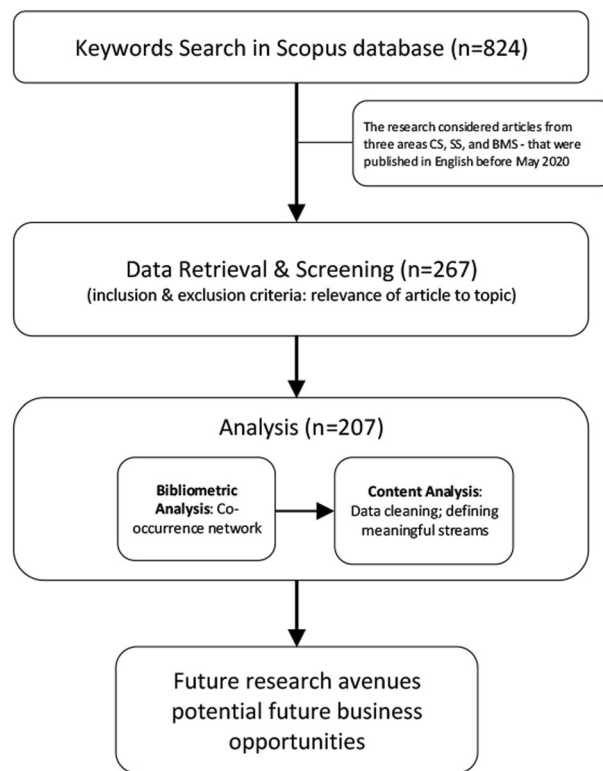 Keywords Search in Scopus database (n=824)
The research considered articles from
three areas CS, SS, and BMS - that were
published in English before May 2020
Data Retrieval & Screening (n=267)
(inclusion & exclusion criteria: relevance of article to topic)
Analysis (n=207)
Bibliometric
Analysis: Co-
occurrence network
Content Analysis:
Data cleaning; defining
meaningful streams
Future research avenues
potential future business
opportunities